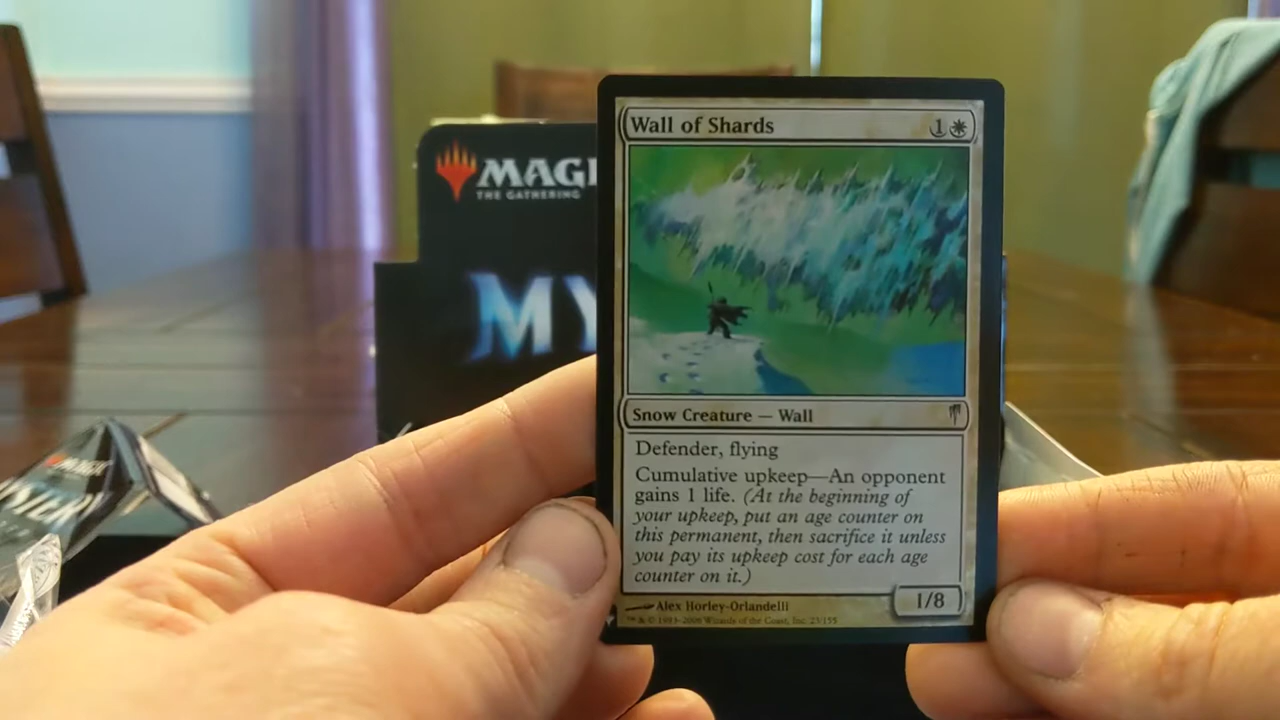 Wall of Shards
1
MAGI
THE GATHERING
MY
Snow Creature — Wall
Defender, flying
Cumulative upkeep—An opponent
gains 1 life. (At the beginning of
your upkeep, put an age counter on
this permanent, then sacrifice it unless
you pay its upkeep cost for each age
counter on it.)
1/8
Alex Horley-Orlandelli
™ & © 1993-2006 Wizards of the Coast, Inc. 23/155